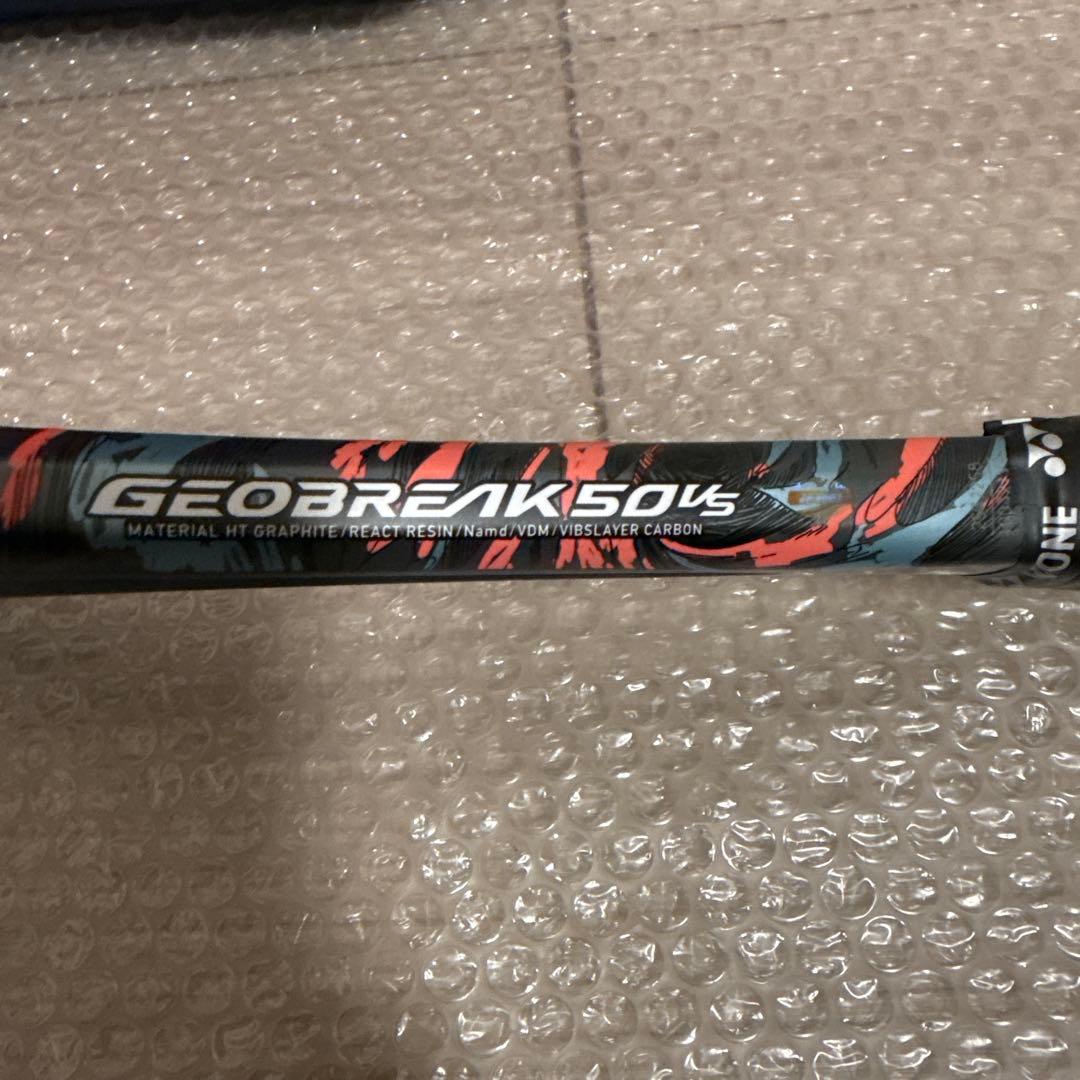 GEOBREAK 50VS
MATERIAL HT GRAPHITE/REACT RESIN/Namd/VDM/VIBSLAYER CARBON